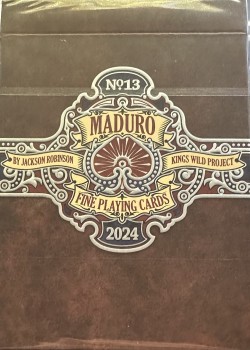 Nº13
MADURO
BY JACKSON ROBINSON
KINGS WILD PROJECT
FINE PLAYING CARDS
2024